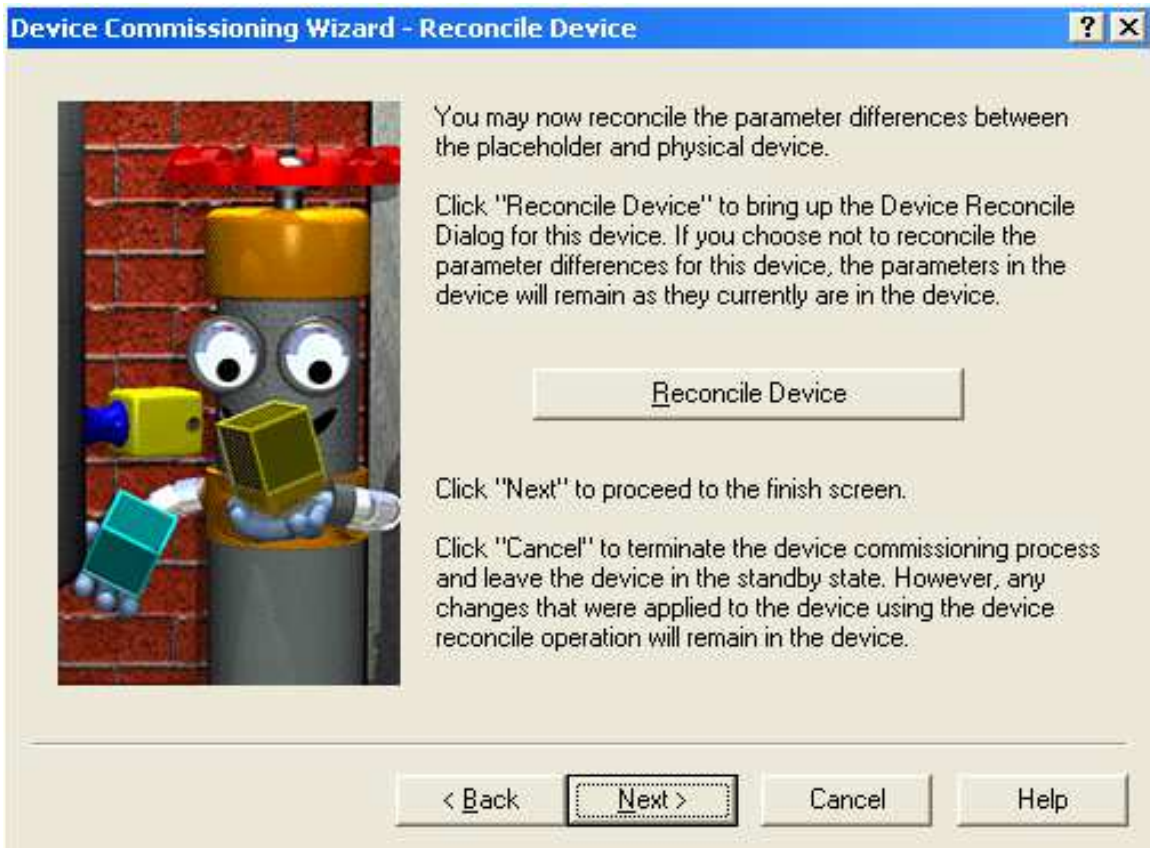 Device Commissioning Wizard - Reconcile Device
You may now reconcile the parameter differences between
the placeholder and physical device.
Click "Reconcile Device" to bring up the Device Reconcile
Dialog for this device. If you choose not to reconcile the
parameter differences for this device, the parameters in the
device will remain as they currently are in the device.
Reconcile Device
Click "Next" to proceed to the finish screen.
Click "Cancel" to terminate the device commissioning process
and leave the device in the standby state. However, any
changes that were applied to the device using the device
reconcile operation will remain in the device.
< Back Next > Cancel Help